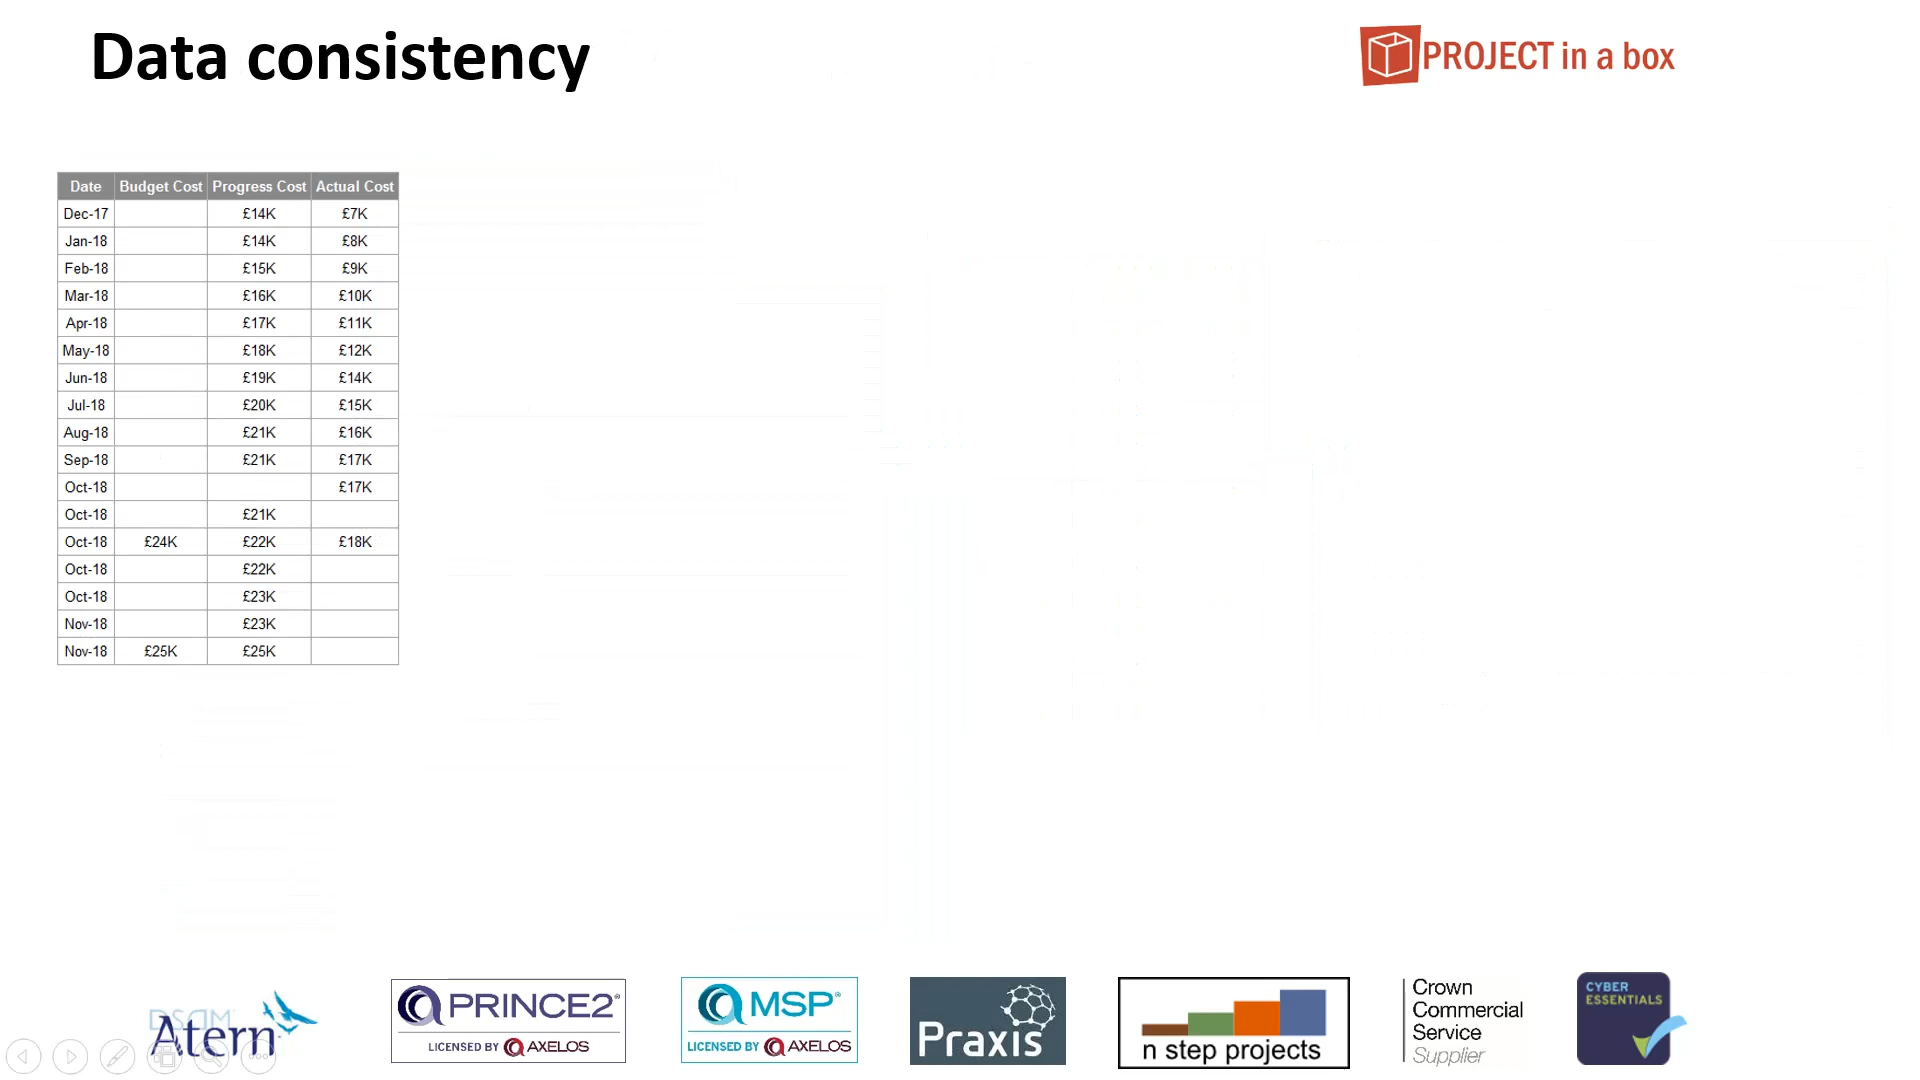 Data consistency
PROJECT in a box
Date Budget Cost Progress Cost Actual Cost
Dec-17 £14K £7K
Jan-18 £14K £8K
Feb-18 £15K £9K
Mar-18 £16K £10K
Apr-18 £17K £11K
May-18 £18K £12K
Jun-18 £19K £14K
Jul-18 £20K £15K
Aug-18 £21K £16K
Sep-18 £21K £17K
Oct-18 £17K
Oct-18 £21K
Oct-18 £24K £22K £18K
Oct-18 £22K
Oct-18 £23K
Nov-18 £23K
Nov-18 £25K £25K
DSDM
Atern
PRINCE2®
LICENSED BY AXELOS
MSP®
LICENSED BY AXELOS
Praxis
n step projects
Crown
Commercial
Service
Supplier
CYBER
ESSENTIALS